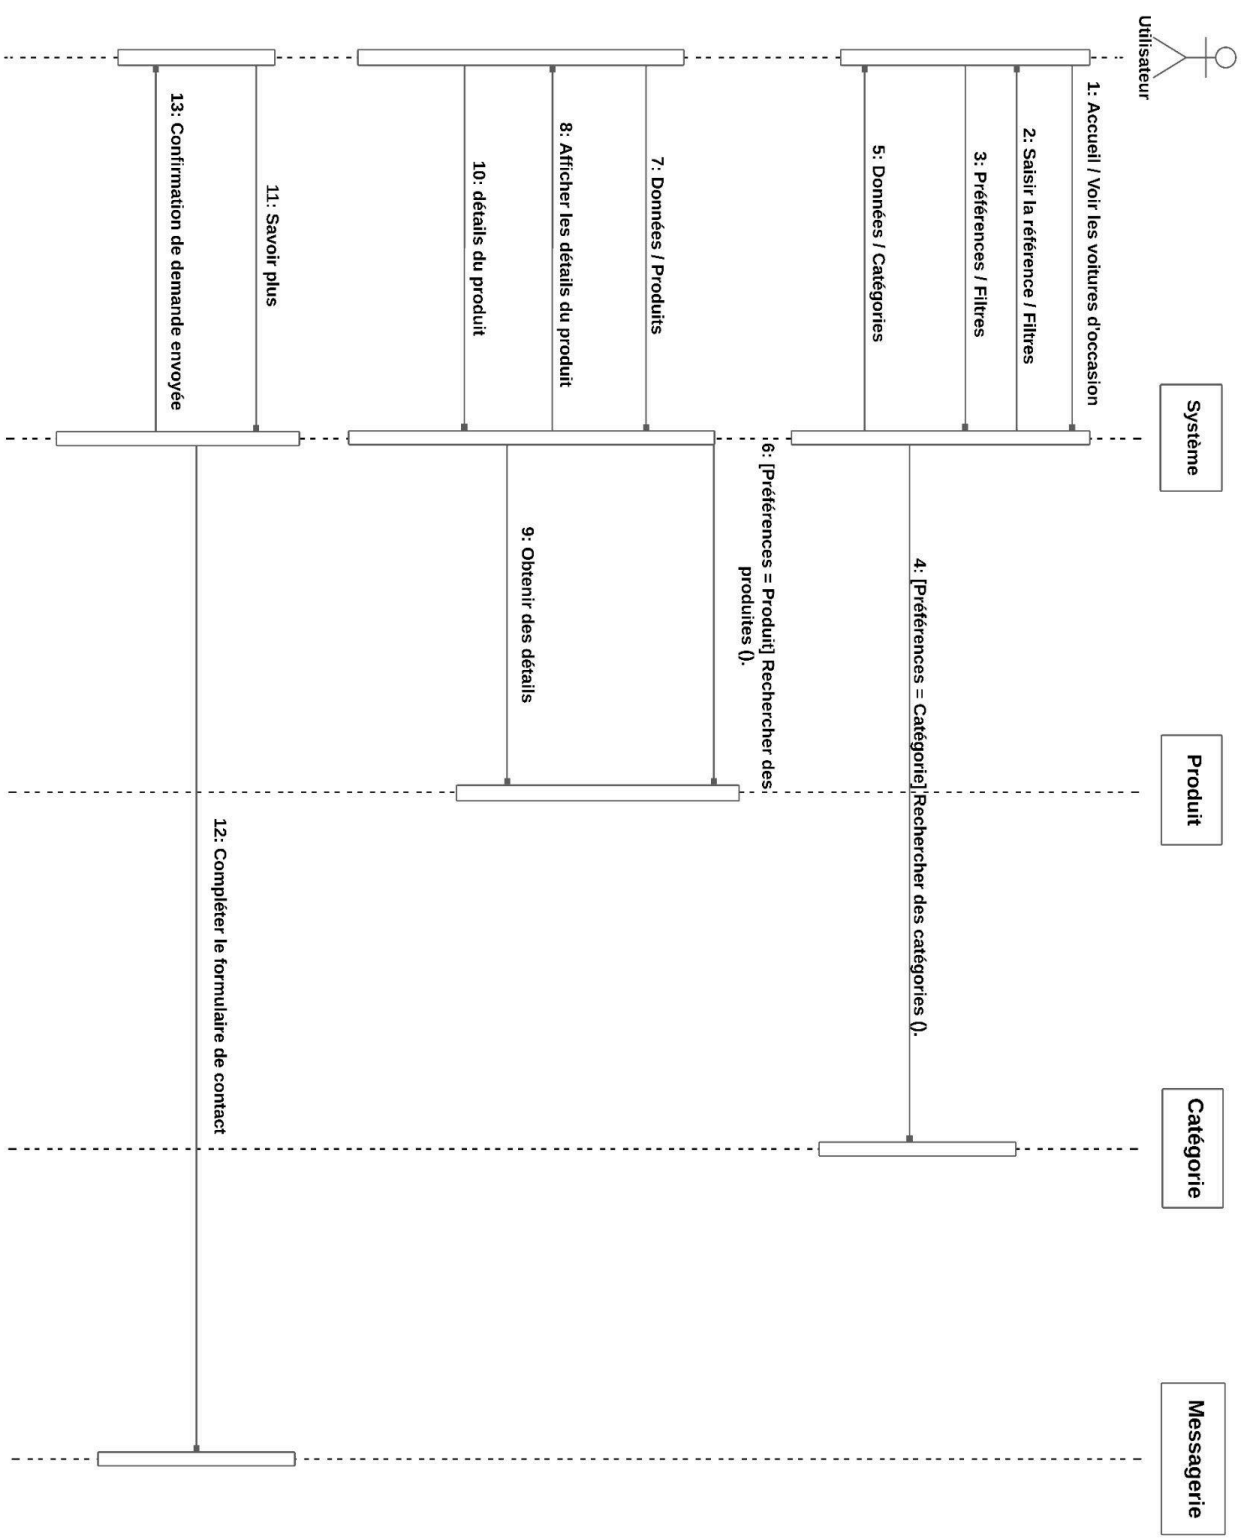 Utilisateur
Système
Produit
Catégorie
Messagerie
1: Accueil / Voir les voitures d'occasion
2: Saisir la référence / Filtres
3: Préférences / Filtres
4: [Préférences = Catégorie] Rechercher des catégories ().
5: Données / Catégories
6: [Préférences = Produit] Rechercher des
produites ().
7: Données / Produits
8: Afficher les détails du produit
9: Obtenir des détails
10: détails du produit
11: Savoir plus
12: Compléter le formulaire de contact
13: Confirmation de demande envoyée